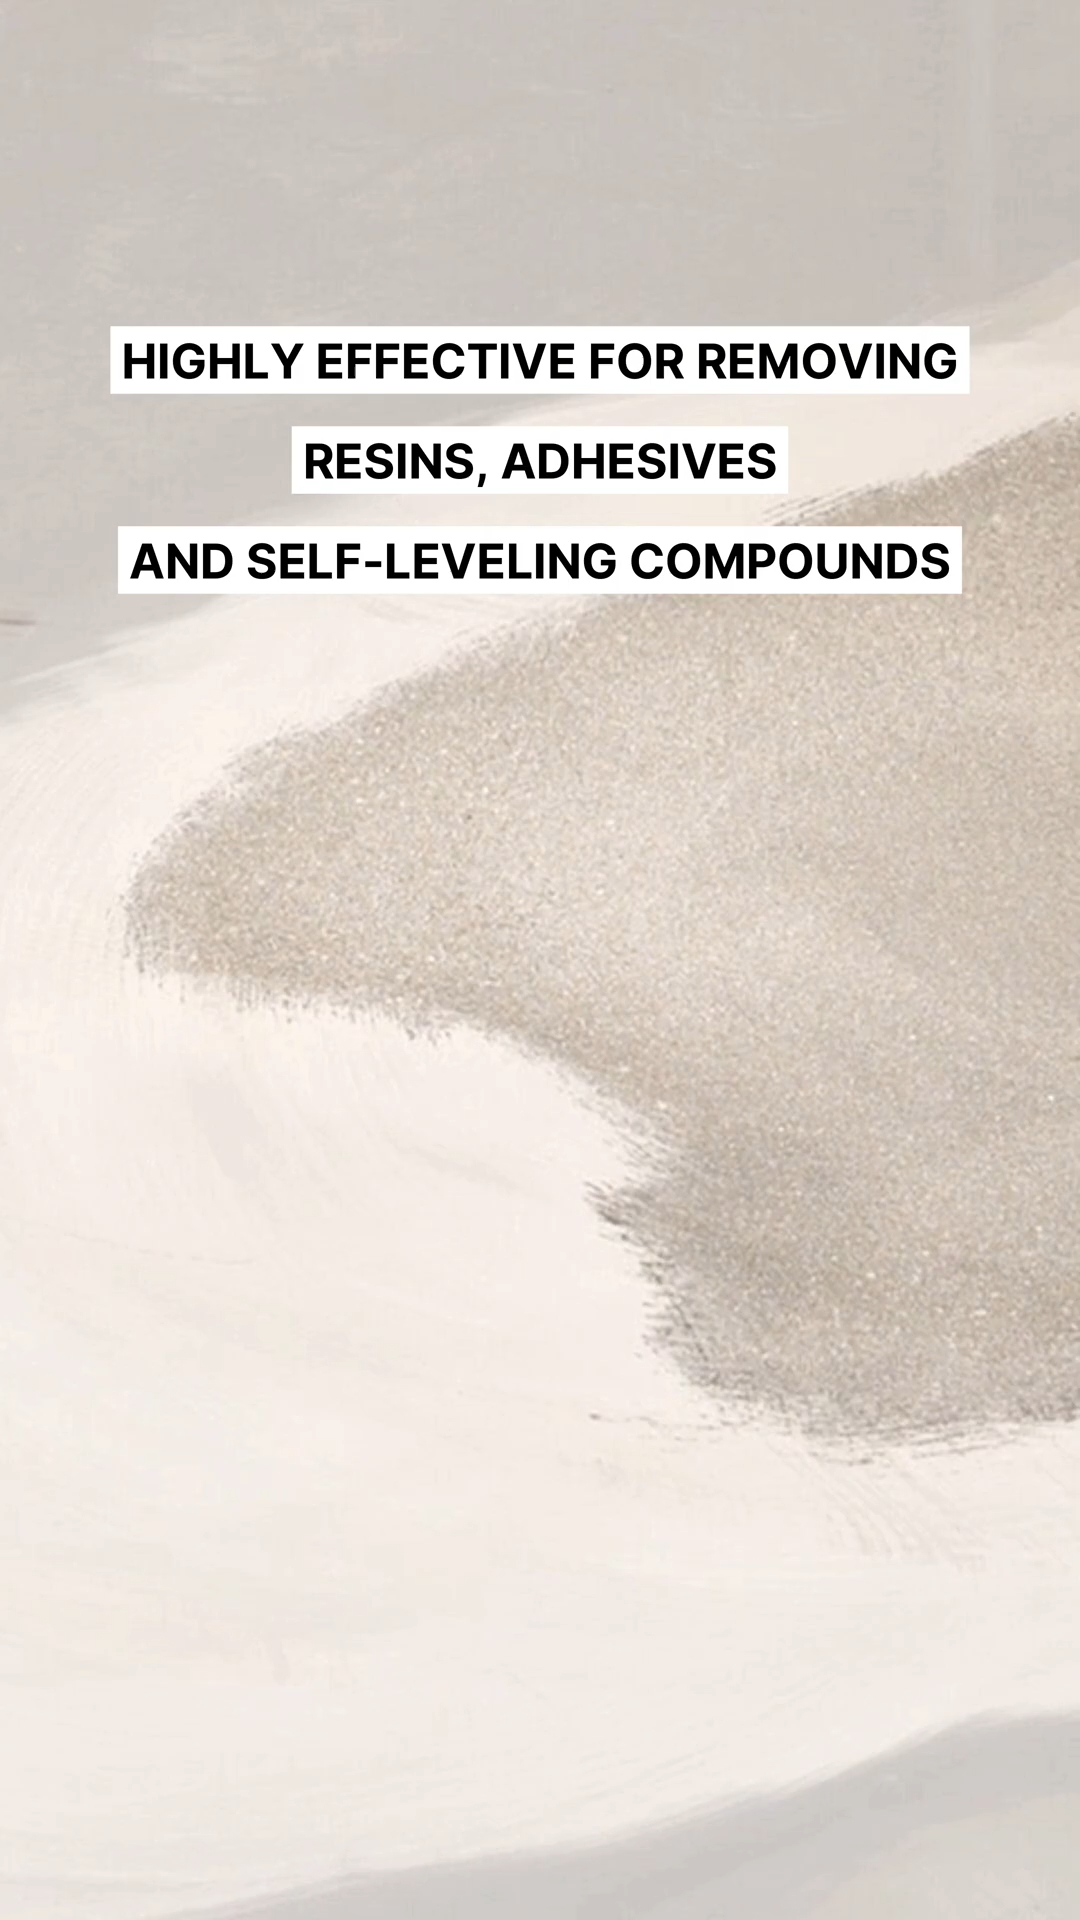 HIGHLY EFFECTIVE FOR REMOVING
RESINS, ADHESIVES
AND SELF-LEVELING COMPOUNDS